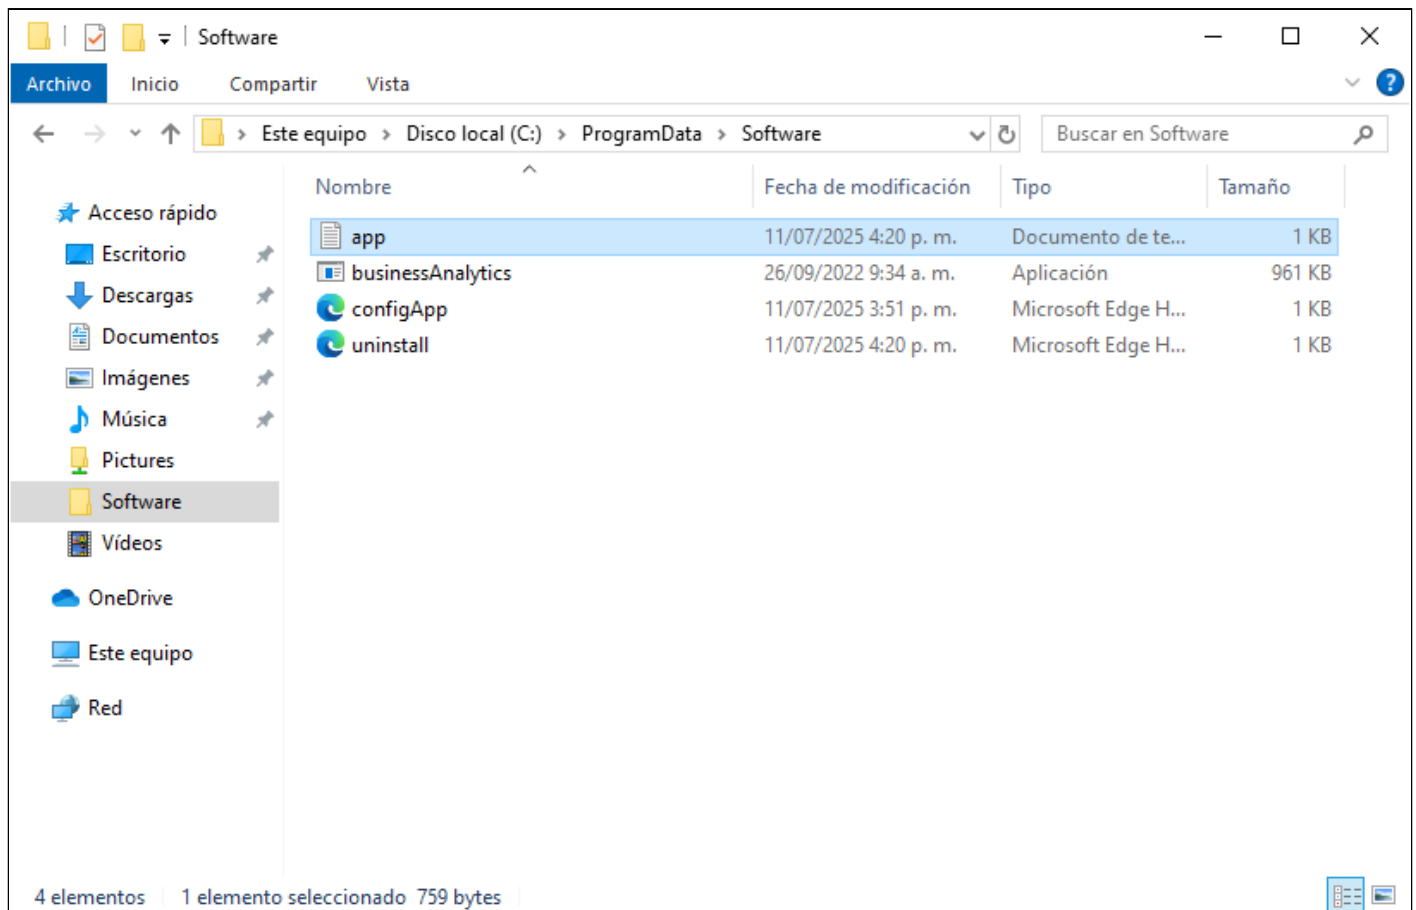 Software
Archivo Inicio Compartir Vista
Este equipo > Disco local (C:) > ProgramData > Software Buscar en Software
Nombre Fecha de modificación Tipo Tamaño
Acceso rápido
Escritorio
Descargas
Documentos
Imágenes
Música
Pictures
Software
Vídeos
OneDrive
Este equipo
Red
app 11/07/2025 4:20 p. m. Documento de te... 1 KB
businessAnalytics 26/09/2022 9:34 a. m. Aplicación 961 KB
configApp 11/07/2025 3:51 p. m. Microsoft Edge H... 1 KB
uninstall 11/07/2025 4:20 p. m. Microsoft Edge H... 1 KB
4 elementos 1 elemento seleccionado 759 bytes